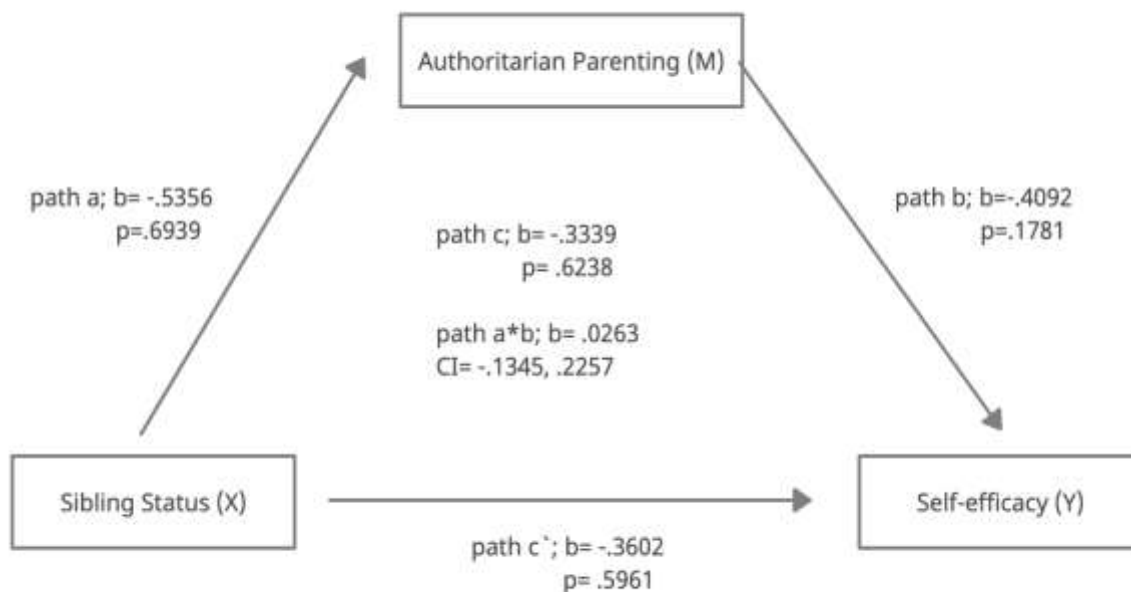 Authoritarian Parenting (M)
path a; b= -.5356
p=.6939
path b; b=-.4092
p=.1781
path c; b= -.3339
p= .6238
path a*b; b= .0263
CI= -.1345, .2257
Sibling Status (X)
Self-efficacy (Y)
path c`; b= -.3602
p= .5961